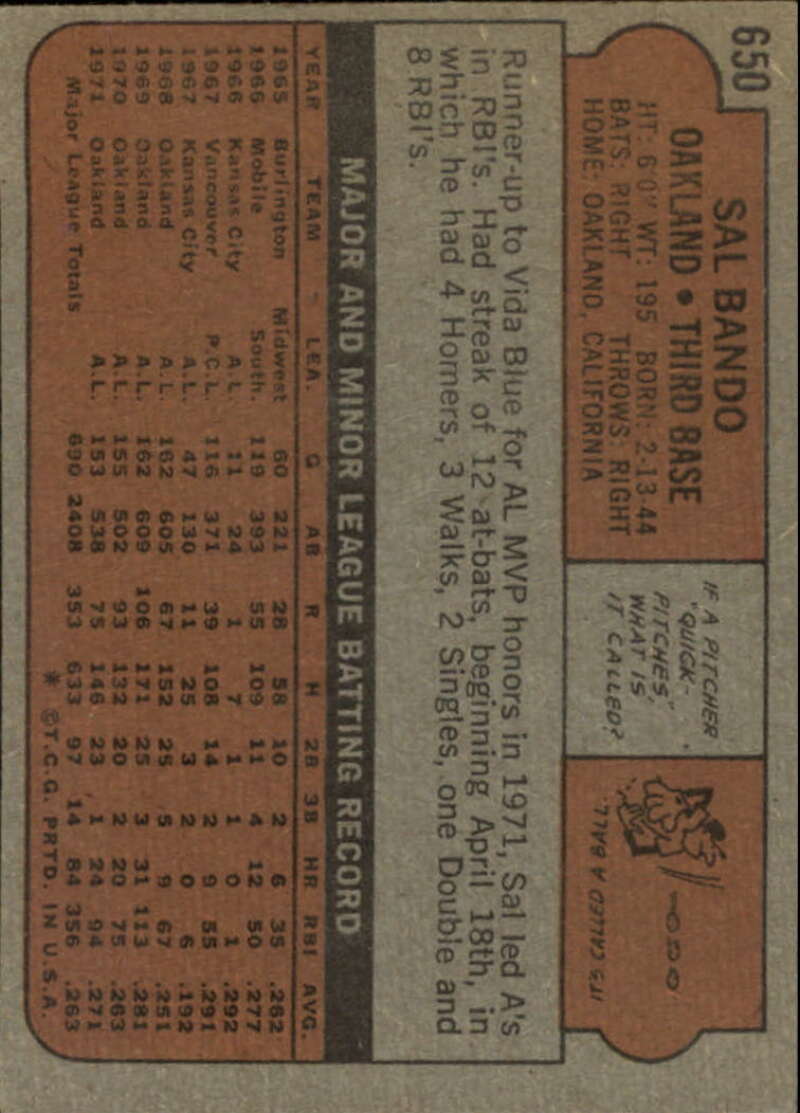 650
SAL BANDO
OAKLAND • THIRD BASE
HT: 6'0" WT: 195 BORN: 2-13-44
BATS: RIGHT THROWS: RIGHT
HOME: OAKLAND, CALIFORNIA
IF A PITCHER
"QUICK-
PITCHES,"
WHAT IS
IT CALLED?
IT'S CALLED A BALL.
Runner-up to Vida Blue for AL MVP honors in 1971, Sal led A's
in RBI's. Had streak of 12 at-bats, beginning April 18th, in
which he had 4 Homers, 3 Walks, 2 Singles, one Double and
8 RBI's.
MAJOR AND MINOR LEAGUE BATTING RECORD
YEAR TEAM LEA. G AB R H 2B 3B HR RBI AVG.
1965 Burlington Midwest 60 221 28 58 10 2 6 35 .262
1966 Mobile South. 119 393 55 109 11 4 12 50 .277
1966 Kansas City A.L. 11 24 1 7 1 1 0 1 .292
1967 Vancouver P.C.L. 116 371 39 108 14 2 9 55 .291
1967 Kansas City A.L. 47 130 11 25 3 2 0 6 .192
1968 Oakland A.L. 162 605 67 152 25 5 9 67 .251
1969 Oakland A.L. 162 609 106 171 25 3 31 113 .281
1970 Oakland A.L. 155 502 93 132 20 2 20 75 .263
1971 Oakland A.L. 153 538 75 146 23 1 24 94 .271
Major League Totals 690 2408 353 633 97 14 84 356 .263
* ©T.C.G. PRTD. IN U.S.A.